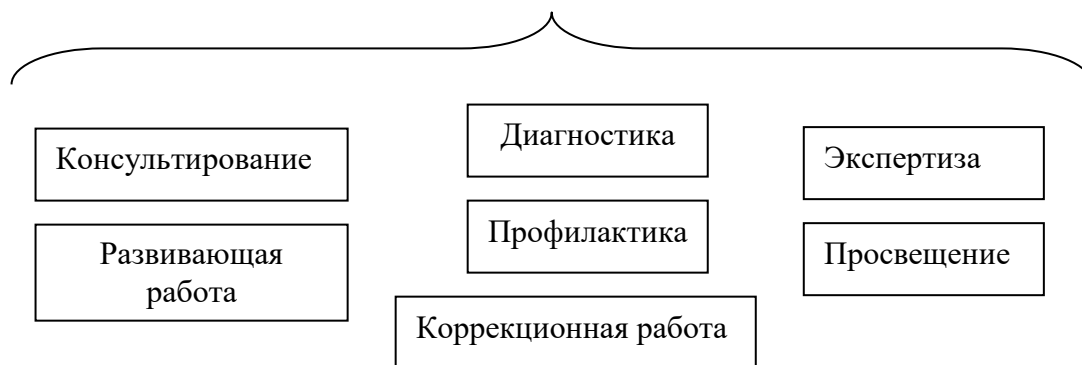 Консультирование
Диагностика
Экспертиза
Развивающая
работа
Профилактика
Просвещение
Коррекционная работа